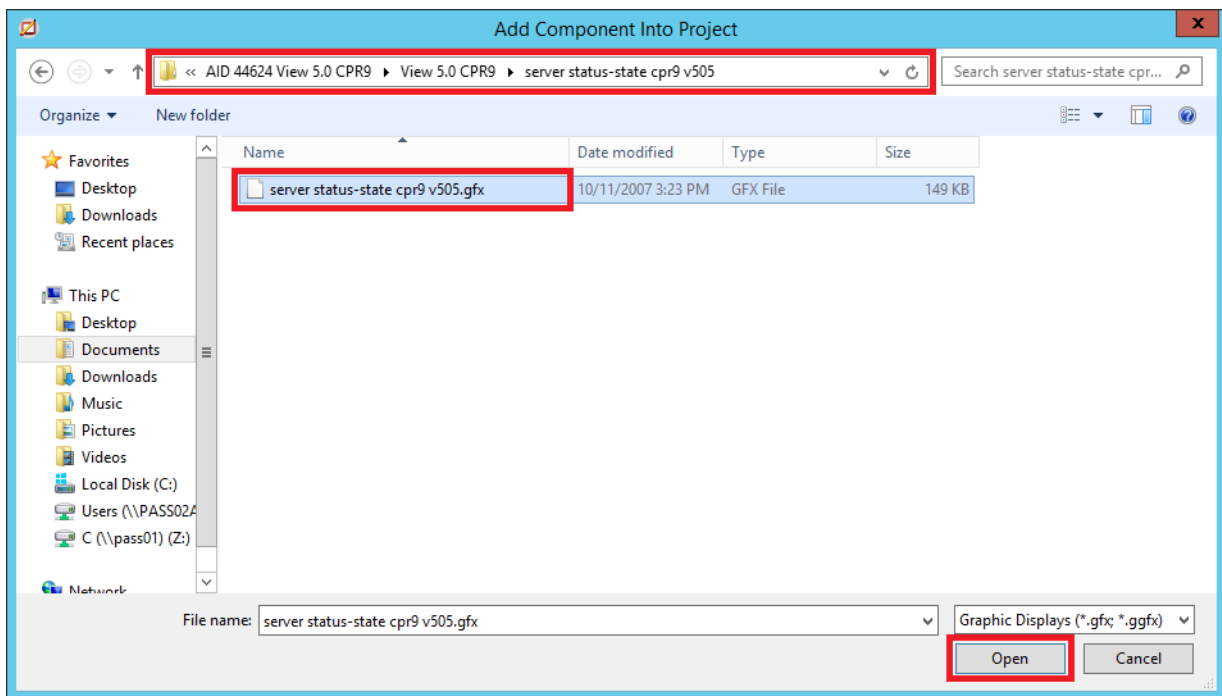 Add Component Into Project
x
« AID 44624 View 5.0 CPR9 ▸ View 5.0 CPR9 ▸ server status-state cpr9 v505
Search server status-state cpr...
Organize
New folder
Name
Date modified
Type
Size
server status-state cpr9 v505.gfx
10/11/2007 3:23 PM
GFX File
149 KB
Favorites
Desktop
Downloads
Recent places
This PC
Desktop
Documents
Downloads
Music
Pictures
Videos
Local Disk (C:)
Users (\\PASS02A
C (\\pass01) (Z:)
Network
File name:
server status-state cpr9 v505.gfx
Graphic Displays (*.gfx; *.ggfx)
Open
Cancel